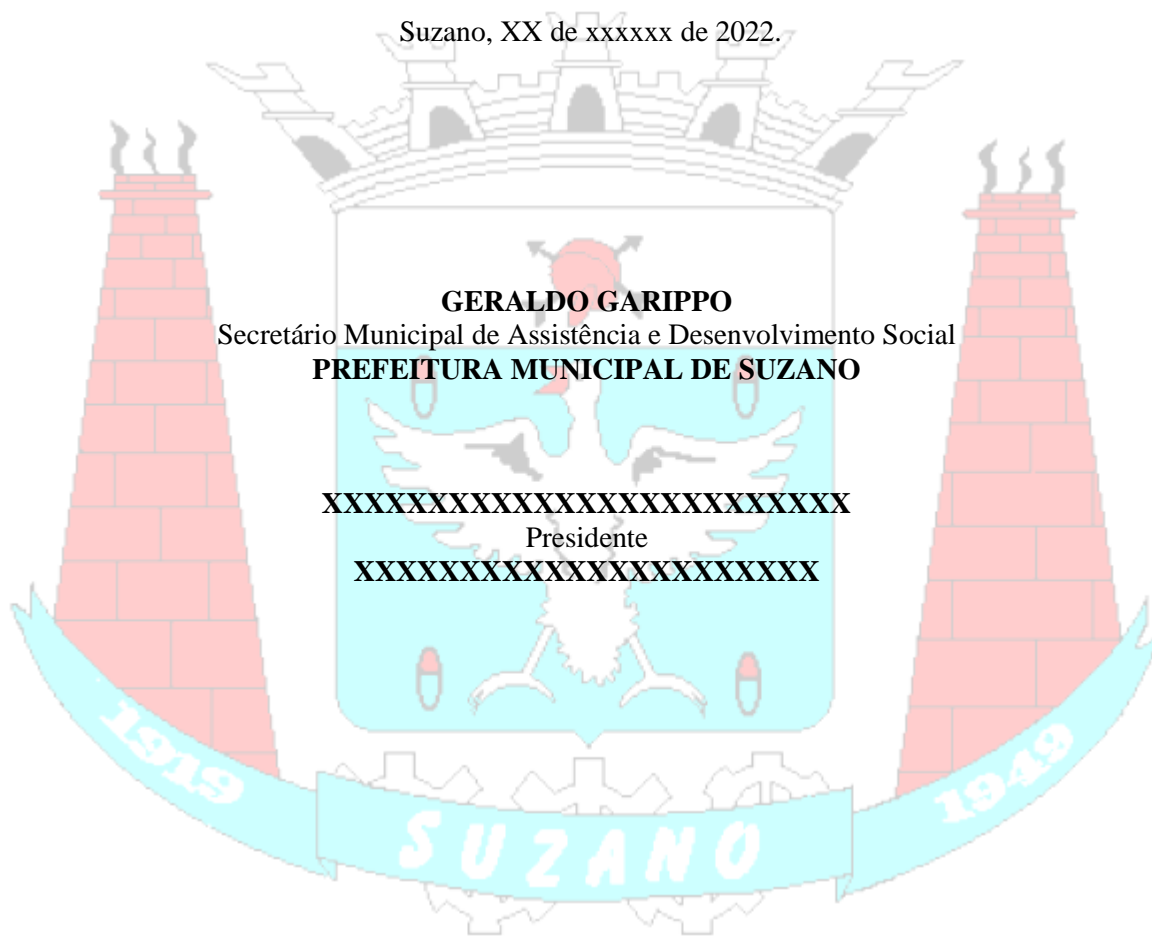 Suzano, XX de xxxxxx de 2022.
GERALDO GARIPPO
Secretário Municipal de Assistência e Desenvolvimento Social
PREFEITURA MUNICIPAL DE SUZANO
XXXXXXXXXXXXXXXXXXXXXXXXX
Presidente
XXXXXXXXXXXXXXXXXXXXXX
1919
SUZANO
1949